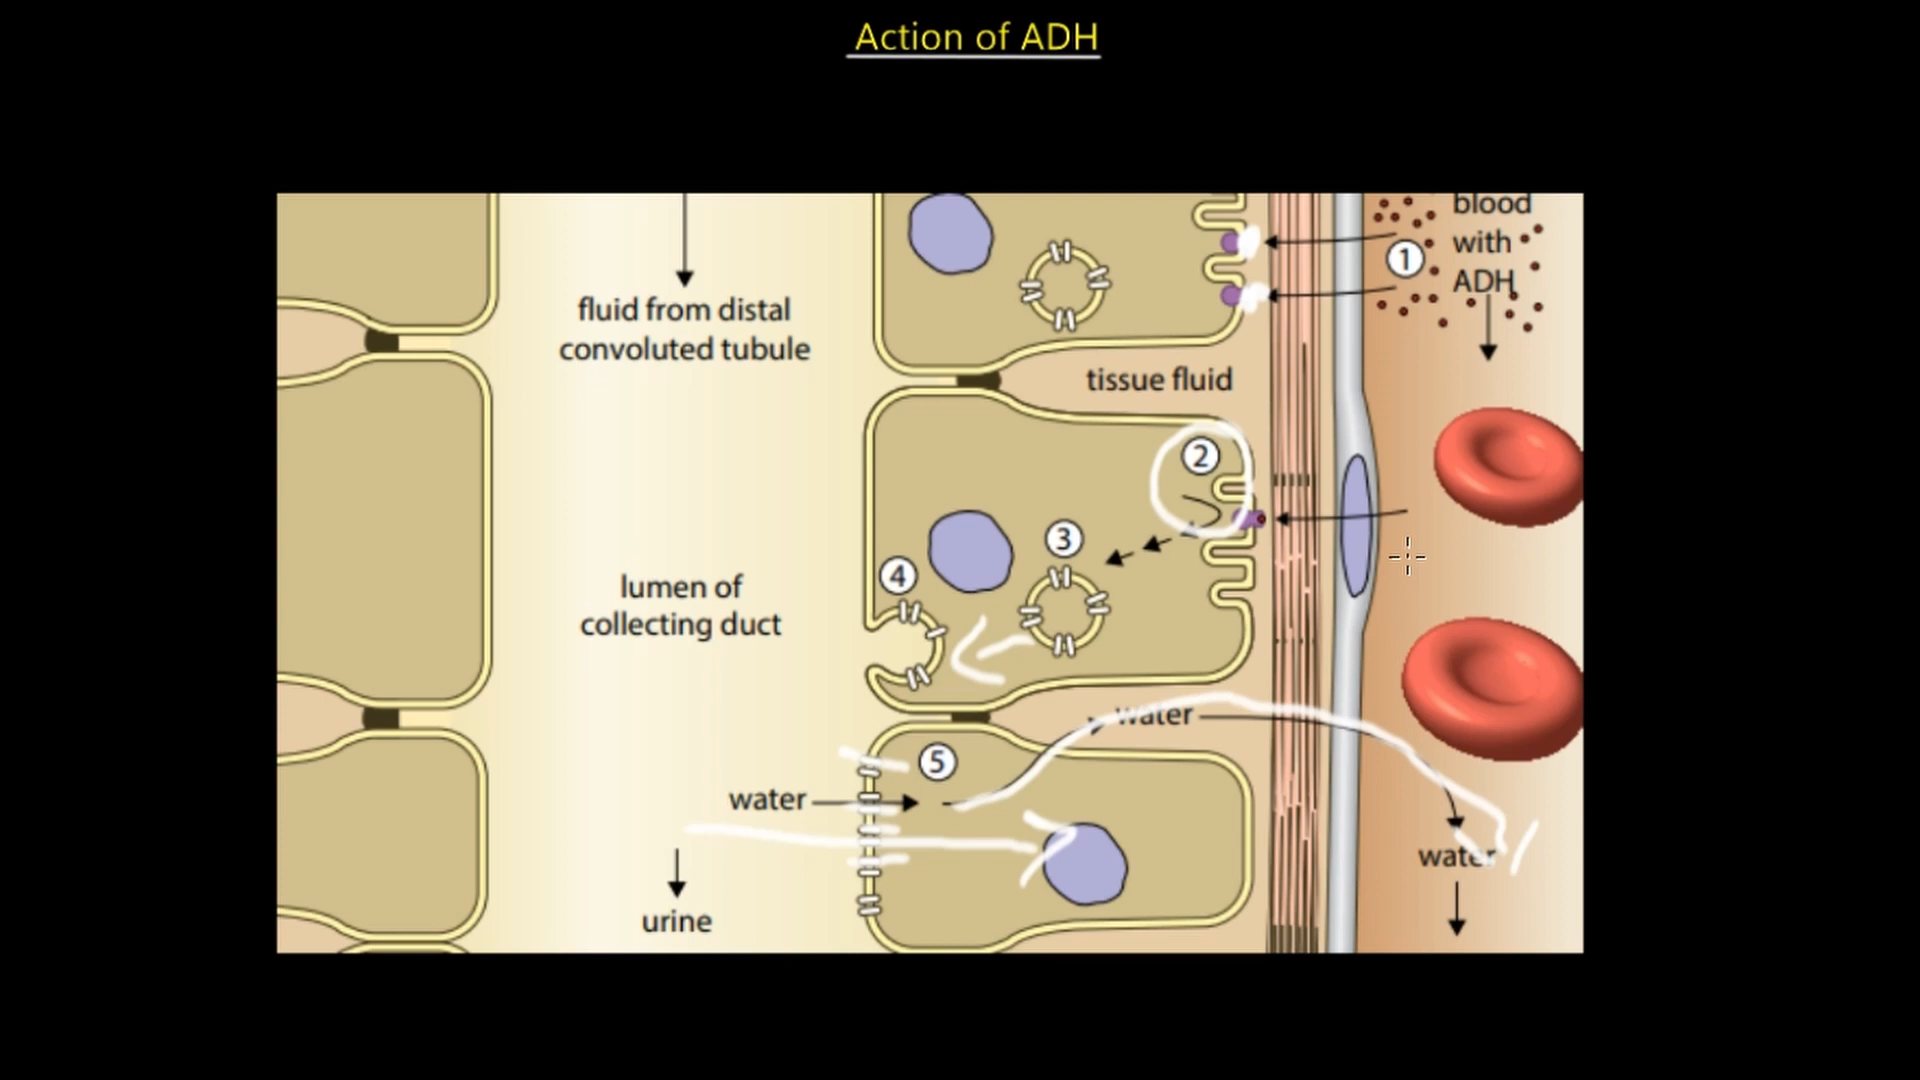 Action of ADH
blood
with
ADH
1
fluid from distal
convoluted tubule
tissue fluid
2
3
4
lumen of
collecting duct
water
5
water
water
urine